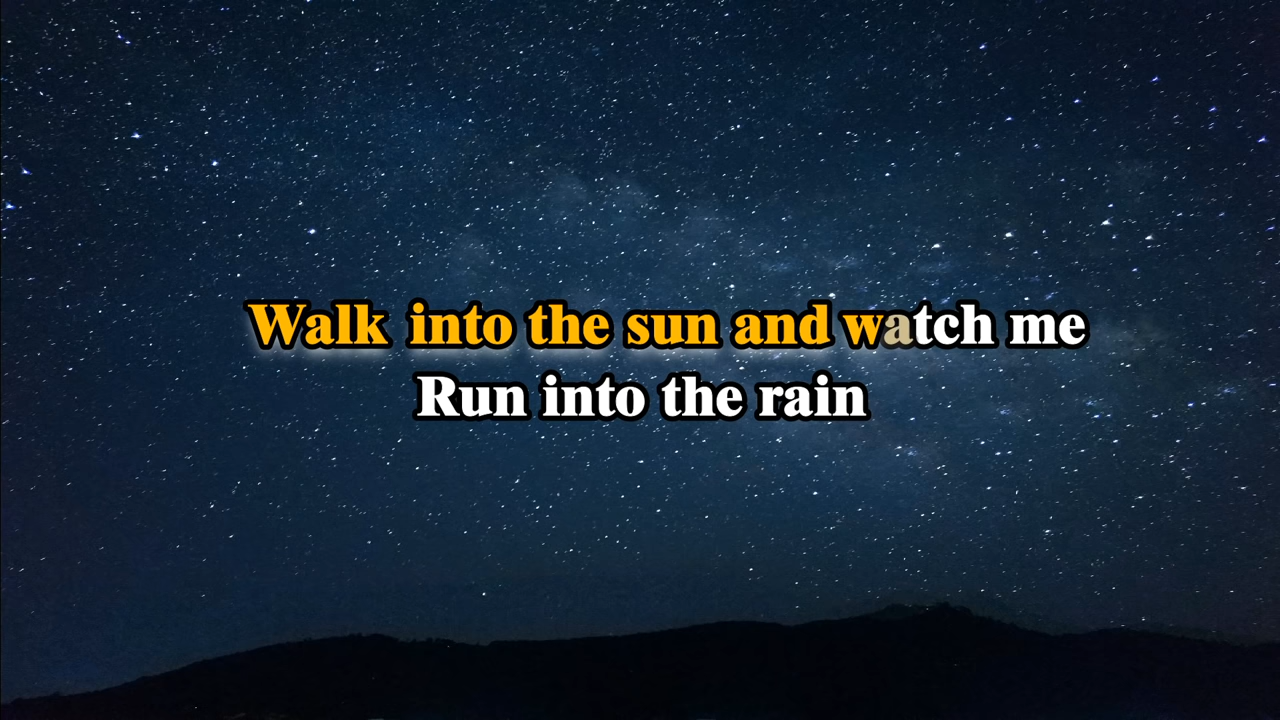 Walk into the sun and watch me
Run into the rain